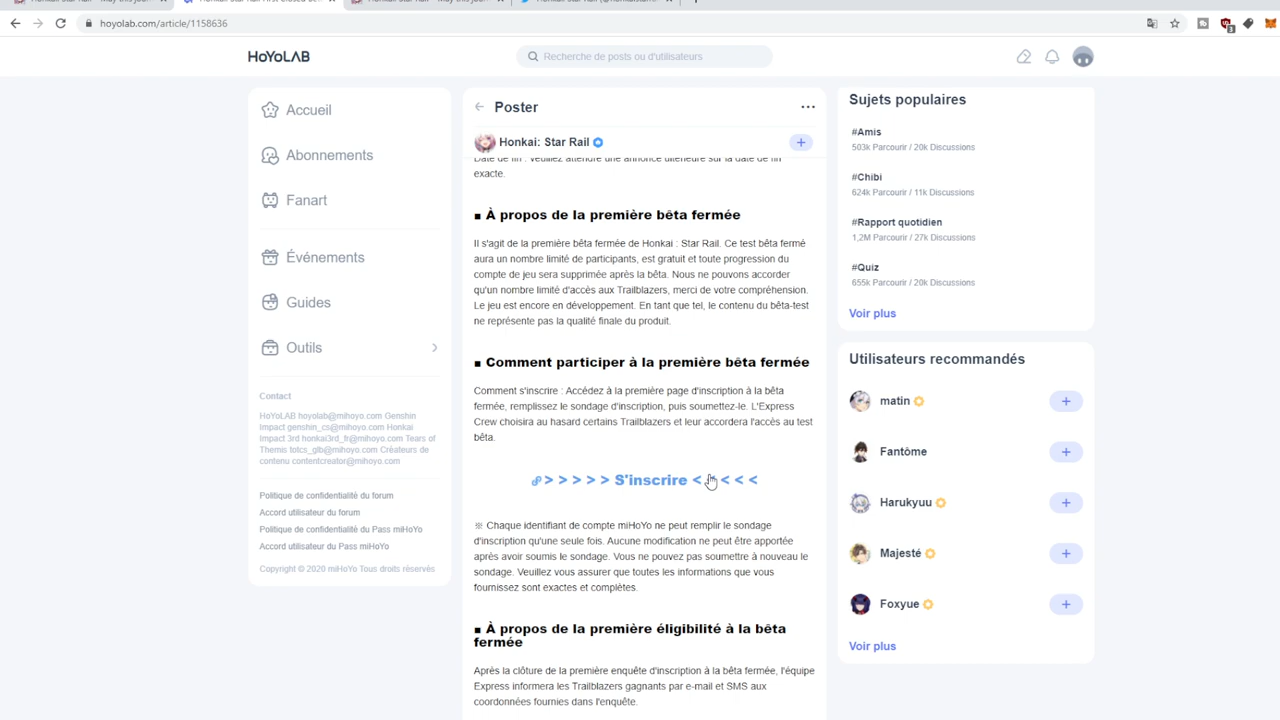 hoyolab.com/article/1158636
HoYoLAB
Recherche de posts ou d'utilisateurs
Accueil
Abonnements
Fanart
Événements
Guides
Outils
Contact
HoYoLAB hoyolab@mihoyo.com Genshin
Impact genshin_cs@mihoyo.com Honkai
Impact 3rd honkai3rd_fr@mihoyo.com Tears of
Themis totcs_glb@mihoyo.com Créateurs de
contenu contentcreator@mihoyo.com
Politique de confidentialité du forum
Accord utilisateur du forum
Politique de confidentialité du Pass miHoYo
Accord utilisateur du Pass miHoYo
Copyright © 2020 miHoYo Tous droits réservés
Poster
Honkai: Star Rail
Date de fin : Veuillez attendre une annonce ultérieure sur la date de fin
exacte.
■ À propos de la première bêta fermée
Il s'agit de la première bêta fermée de Honkai : Star Rail. Ce test bêta fermé
aura un nombre limité de participants, est gratuit et toute progression du
compte de jeu sera supprimée après la bêta. Nous ne pouvons accorder
qu'un nombre limité d'accès aux Trailblazers, merci de votre compréhension.
Le jeu est encore en développement. En tant que tel, le contenu du bêta-test
ne représente pas la qualité finale du produit.
■ Comment participer à la première bêta fermée
Comment s'inscrire : Accédez à la première page d'inscription à la bêta
fermée, remplissez le sondage d'inscription, puis soumettez-le. L'Express
Crew choisira au hasard certains Trailblazers et leur accordera l'accès au test
bêta.
> > > > > S'inscrire < < < < <
※ Chaque identifiant de compte miHoYo ne peut remplir le sondage
d'inscription qu'une seule fois. Aucune modification ne peut être apportée
après avoir soumis le sondage. Vous ne pouvez pas soumettre à nouveau le
sondage. Veuillez vous assurer que toutes les informations que vous
fournissez sont exactes et complètes.
■ À propos de la première éligibilité à la bêta
fermée
Après la clôture de la première enquête d'inscription à la bêta fermée, l'équipe
Express informera les Trailblazers gagnants par e-mail et SMS aux
coordonnées fournies dans l'enquête.
Sujets populaires
#Amis
503k Parcourir / 20k Discussions
#Chibi
624k Parcourir / 11k Discussions
#Rapport quotidien
1,2M Parcourir / 27k Discussions
#Quiz
655k Parcourir / 20k Discussions
Voir plus
Utilisateurs recommandés
matin
Fantôme
Harukyuu
Majesté
Foxyue
Voir plus